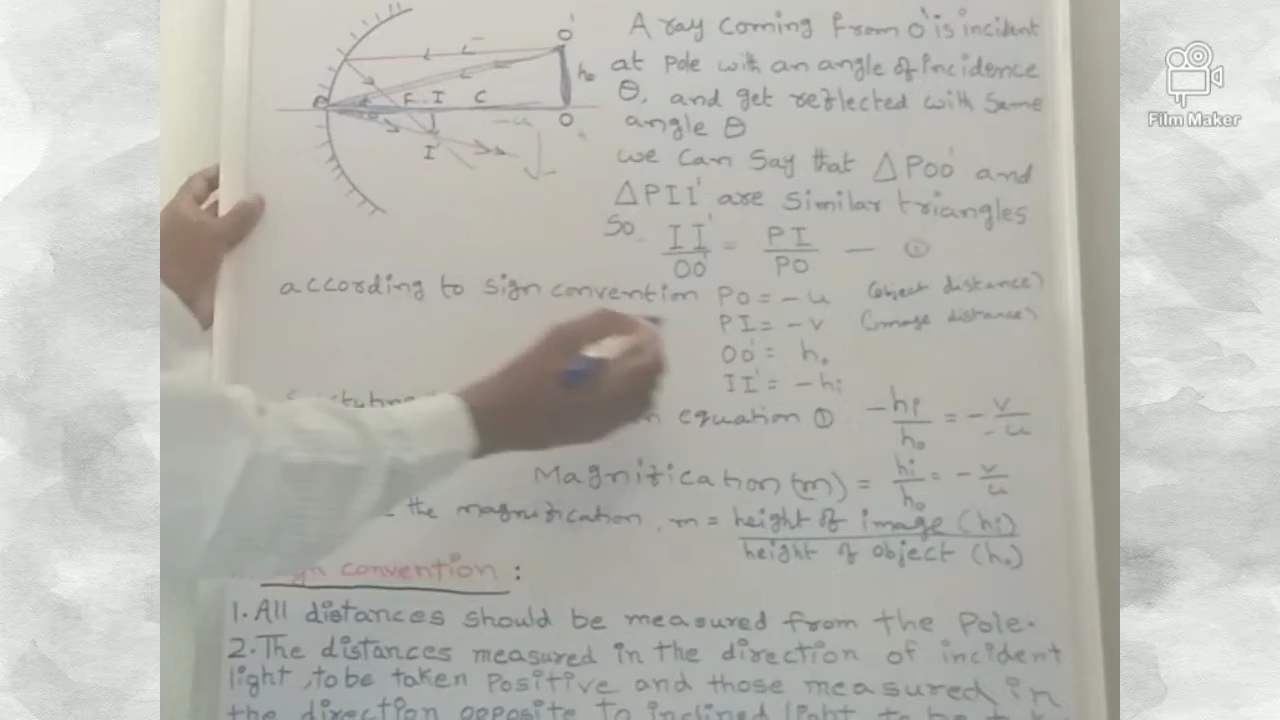 A ray coming from O' is incident
at pole with an angle of incidence
θ, and get reflected with same
angle θ
we can say that △POO' and
△PII' are similar triangles
So II'/OO' = PI/PO — ①
according to sign convention PO = -u (object distance)
PI = -v (image distance)
OO' = h₀
II' = -hi
equation ① -hi/h₀ = -v/-u
Magnification (m) = hi/h₀ = -v/u
the magnification, m = height of image (hi)
height of object (h₀)
convention :
1. All distances should be measured from the pole.
2. The distances measured in the direction of incident
light, to be taken positive and those measured in
the direction opposite to
O'
h₀
F I C
-u
O
I'
Film Maker